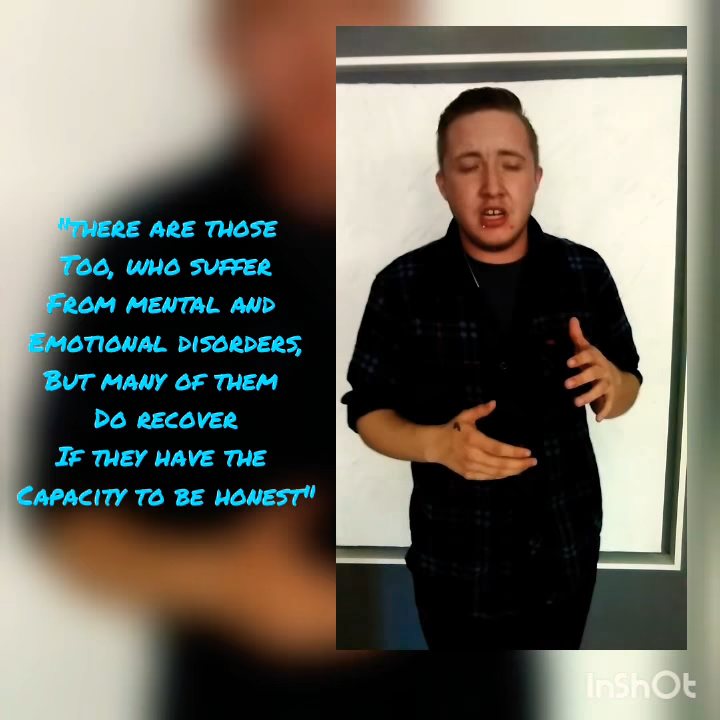 "There are those
Too, who suffer
From mental and
Emotional disorders,
But many of them
Do recover
If they have the
Capacity to be honest"
InShOt